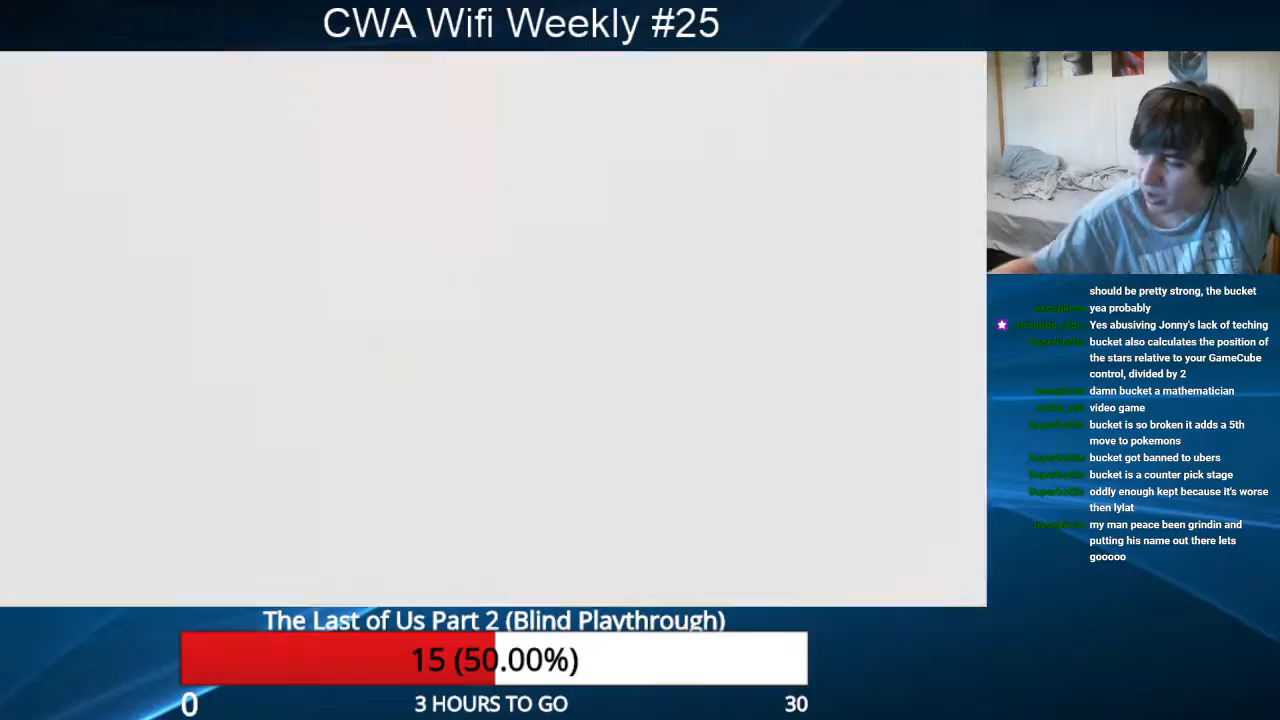 CWA Wifi Weekly #25
should be pretty strong, the bucket
yea probably
Yes abusiving Jonny's lack of teching
bucket also calculates the position of
the stars relative to your GameCube
control, divided by 2
damn bucket a mathematician
video game
Superbottle bucket is so broken it adds a 5th
move to pokemons
Superbottle bucket got banned to ubers
Superbottle bucket is a counter pick stage
Superbottle oddly enough kept because It's worse
then lylat
my man peace been grindin and
putting his name out there lets
gooooo
The Last of Us Part 2 (Blind Playthrough)
15 (50.00%)
0 3 HOURS TO GO 30